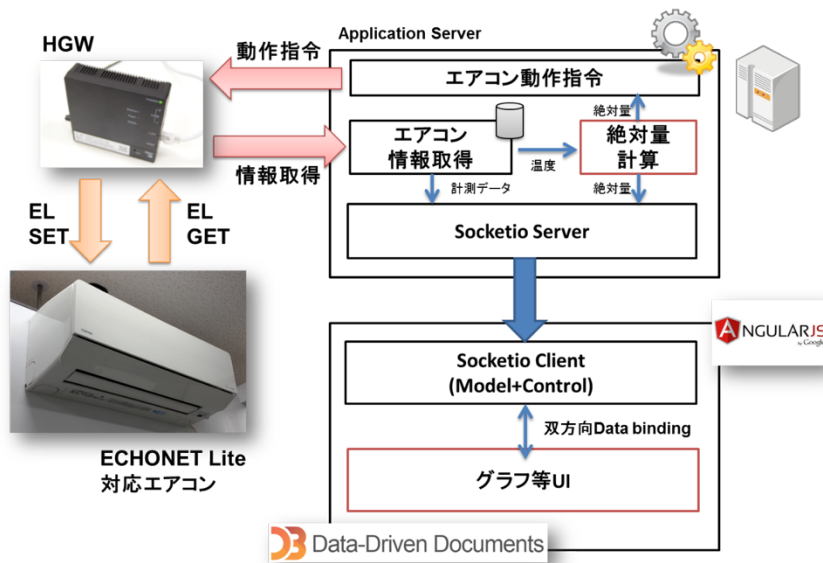 HGW
動作指令
Application Server
エアコン動作指令
絶対量
エアコン
情報取得
温度
絶対量
計算
情報取得
計測データ
絶対量
EL
SET
EL
GET
Socketio Server
ANGULARJS
by Google
Socketio Client
(Model+Control)
双方向Data binding
ECHONET Lite
対応エアコン
グラフ等UI
D3 Data-Driven Documents